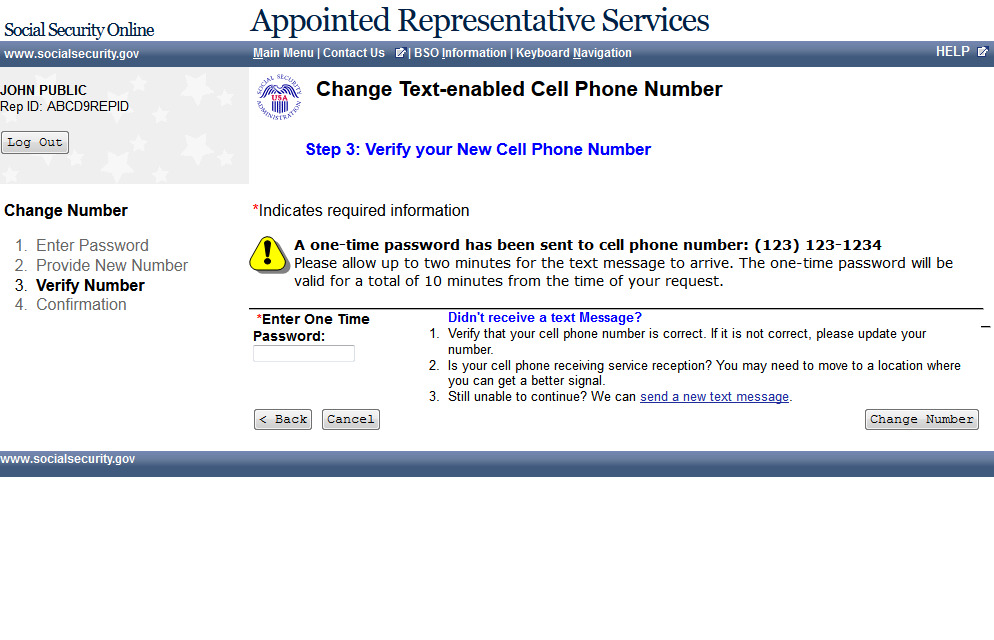 Social Security Online
Appointed Representative Services
www.socialsecurity.gov
Main Menu | Contact Us | BSO Information | Keyboard Navigation
HELP
JOHN PUBLIC
Rep ID: ABCD9REPID
Log Out
SOCIAL SECURITY ADMINISTRATION
USA
Change Text-enabled Cell Phone Number
Step 3: Verify your New Cell Phone Number
Change Number
1. Enter Password
2. Provide New Number
3. Verify Number
4. Confirmation
*Indicates required information
A one-time password has been sent to cell phone number: (123) 123-1234
Please allow up to two minutes for the text message to arrive. The one-time password will be
valid for a total of 10 minutes from the time of your request.
*Enter One Time
Password:
Didn't receive a text Message?
1. Verify that your cell phone number is correct. If it is not correct, please update your
number.
2. Is your cell phone receiving service reception? You may need to move to a location where
you can get a better signal.
3. Still unable to continue? We can send a new text message.
< Back
Cancel
Change Number
www.socialsecurity.gov